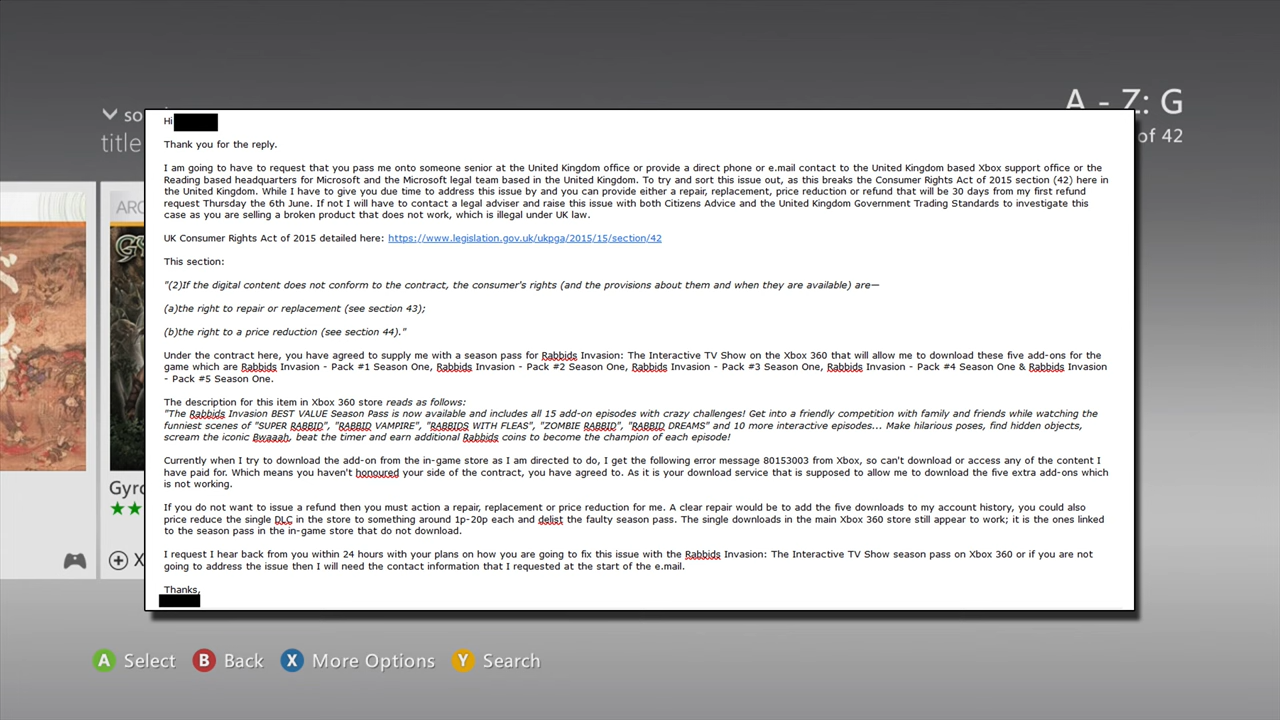 so
title
A - Z: G
of 42
ARC
Hi
Thank you for the reply.
I am going to have to request that you pass me onto someone senior at the United Kingdom office or provide a direct phone or e.mail contact to the United Kingdom based Xbox support office or the
Reading based headquarters for Microsoft and the Microsoft legal team based in the United Kingdom. To try and sort this issue out, as this breaks the Consumer Rights Act of 2015 section (42) here in
the United Kingdom. While I have to give you due time to address this issue by and you can provide either a repair, replacement, price reduction or refund that will be 30 days from my first refund
request Thursday the 6th June. If not I will have to contact a legal adviser and raise this issue with both Citizens Advice and the United Kingdom Government Trading Standards to investigate this
case as you are selling a broken product that does not work, which is illegal under UK law.
UK Consumer Rights Act of 2015 detailed here: https://www.legislation.gov.uk/ukpga/2015/15/section/42
This section:
"(2)If the digital content does not conform to the contract, the consumer's rights (and the provisions about them and when they are available) are—
(a)the right to repair or replacement (see section 43);
(b)the right to a price reduction (see section 44)."
Under the contract here, you have agreed to supply me with a season pass for Rabbids Invasion: The Interactive TV Show on the Xbox 360 that will allow me to download these five add-ons for the
game which are Rabbids Invasion - Pack #1 Season One, Rabbids Invasion - Pack #2 Season One, Rabbids Invasion - Pack #3 Season One, Rabbids Invasion - Pack #4 Season One & Rabbids Invasion
- Pack #5 Season One.
The description for this item in Xbox 360 store reads as follows:
"The Rabbids Invasion BEST VALUE Season Pass is now available and includes all 15 add-on episodes with crazy challenges! Get into a friendly competition with family and friends while watching the
funniest scenes of "SUPER RABBID", "RABBID VAMPIRE", "RABBIDS WITH FLEAS", "ZOMBIE RABBID", "RABBID DREAMS" and 10 more interactive episodes... Make hilarious poses, find hidden objects,
scream the iconic Bwaaah, beat the timer and earn additional Rabbids coins to become the champion of each episode!
Currently when I try to download the add-on from the in-game store as I am directed to do, I get the following error message 80153003 from Xbox, so can't download or access any of the content I
have paid for. Which means you haven't honoured your side of the contract, you have agreed to. As it is your download service that is supposed to allow me to download the five extra add-ons which
is not working.
If you do not want to issue a refund then you must action a repair, replacement or price reduction for me. A clear repair would be to add the five downloads to my account history, you could also
price reduce the single DLC in the store to something around 1p-20p each and delist the faulty season pass. The single downloads in the main Xbox 360 store still appear to work; it is the ones linked
to the season pass in the in-game store that do not download.
I request I hear back from you within 24 hours with your plans on how you are going to fix this issue with the Rabbids Invasion: The Interactive TV Show season pass on Xbox 360 or if you are not
going to address the issue then I will need the contact information that I requested at the start of the e.mail.
Thanks,
Gyro
X
A Select B Back X More Options Y Search